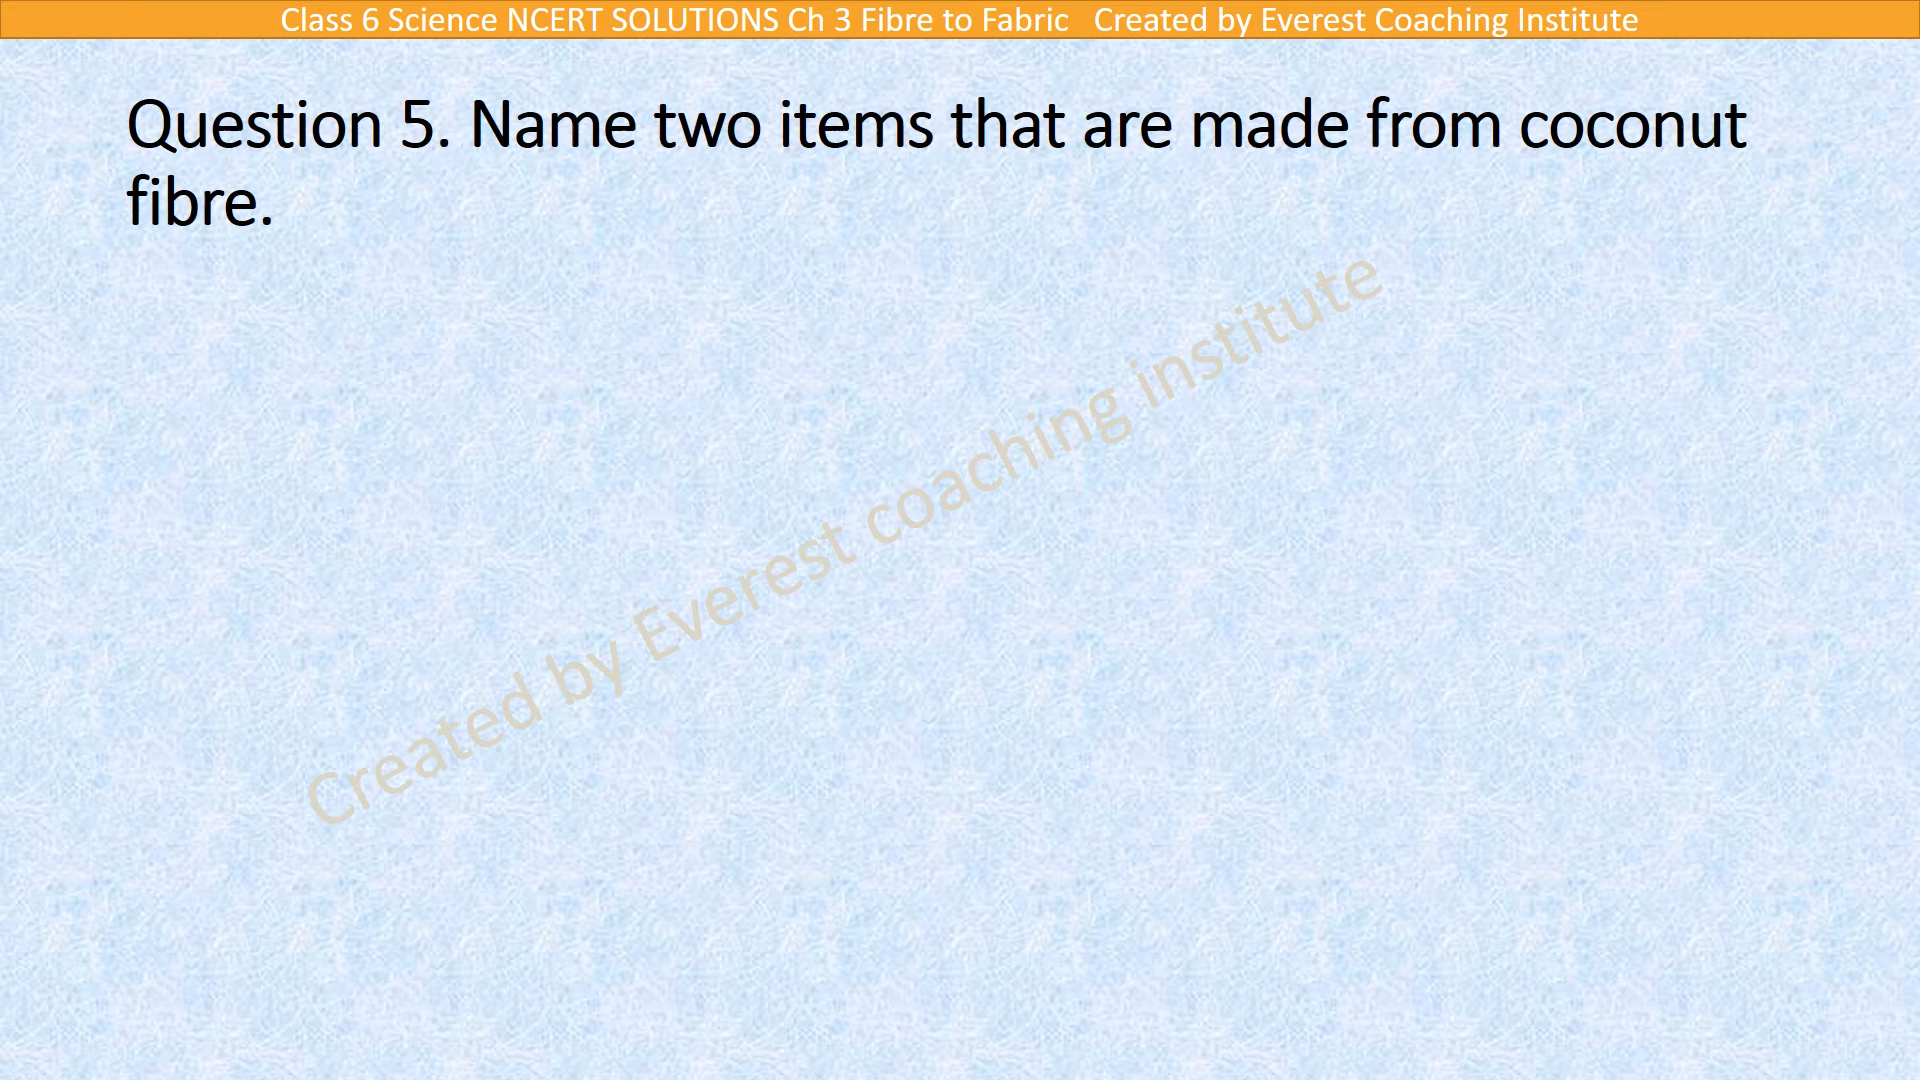 Class 6 Science NCERT SOLUTIONS Ch 3 Fibre to Fabric   Created by Everest Coaching Institute
Question 5. Name two items that are made from coconut
fibre.
Created by Everest coaching institute